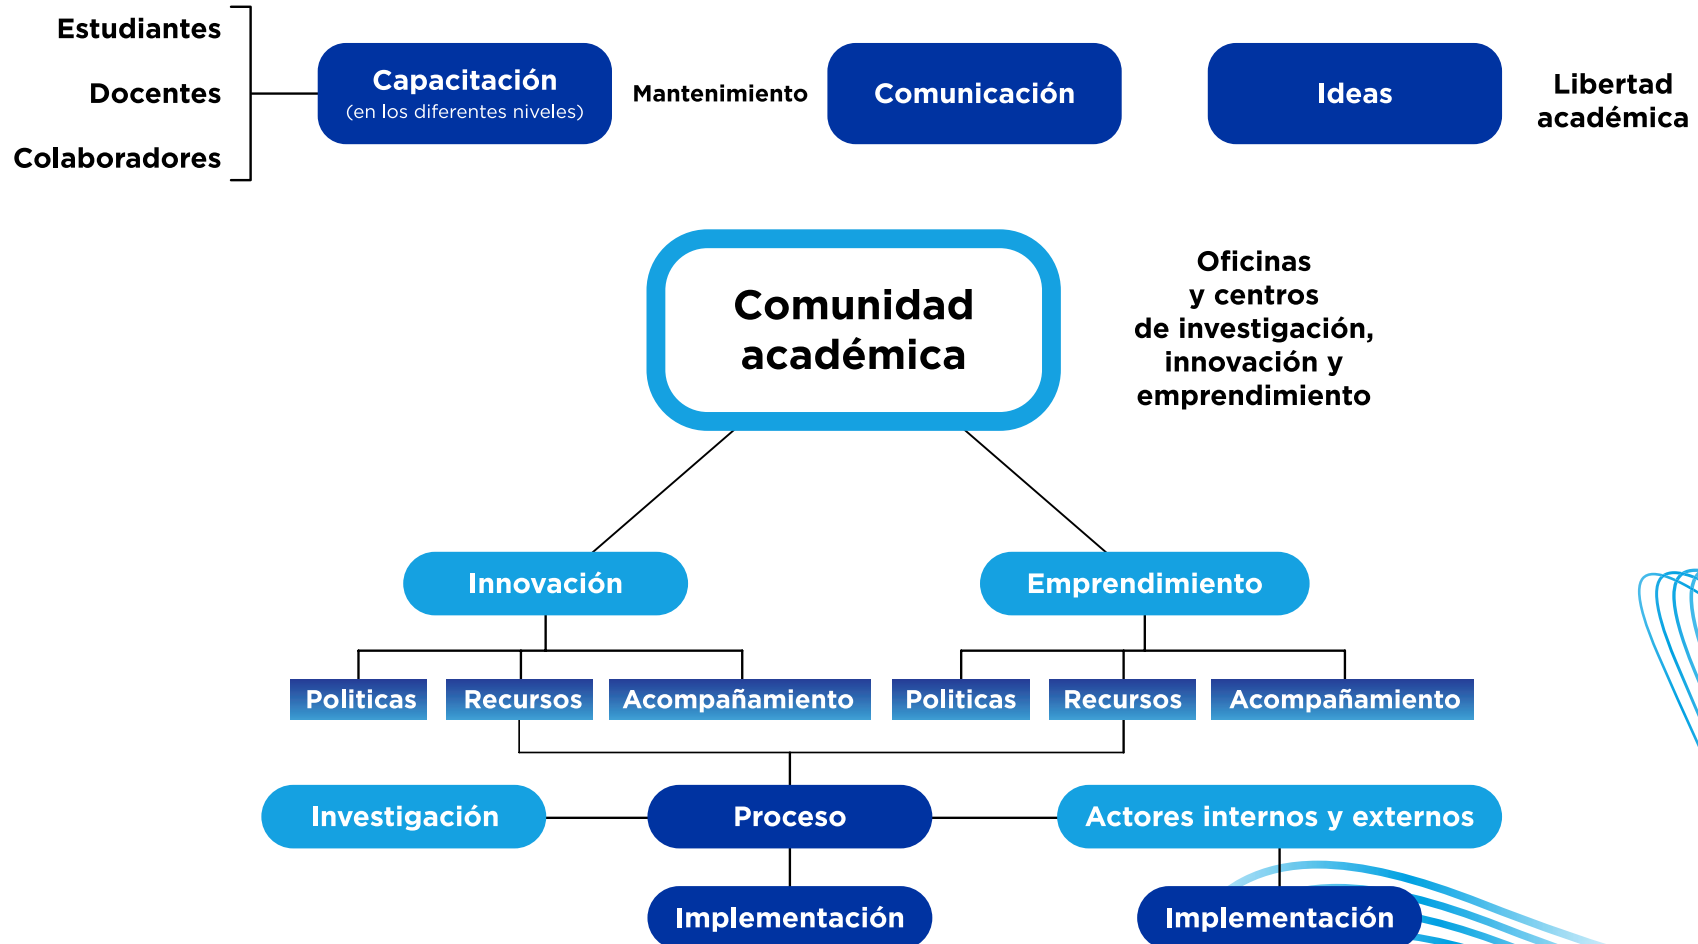 Estudiantes
Docentes
Colaboradores
Capacitación
(en los diferentes niveles)
Mantenimiento
Comunicación
Ideas
Libertad
académica
Comunidad
académica
Oficinas
y centros
de investigación,
innovación y
emprendimiento
Innovación
Emprendimiento
Politicas
Recursos
Acompañamiento
Politicas
Recursos
Acompañamiento
Investigación
Proceso
Actores internos y externos
Implementación
Implementación